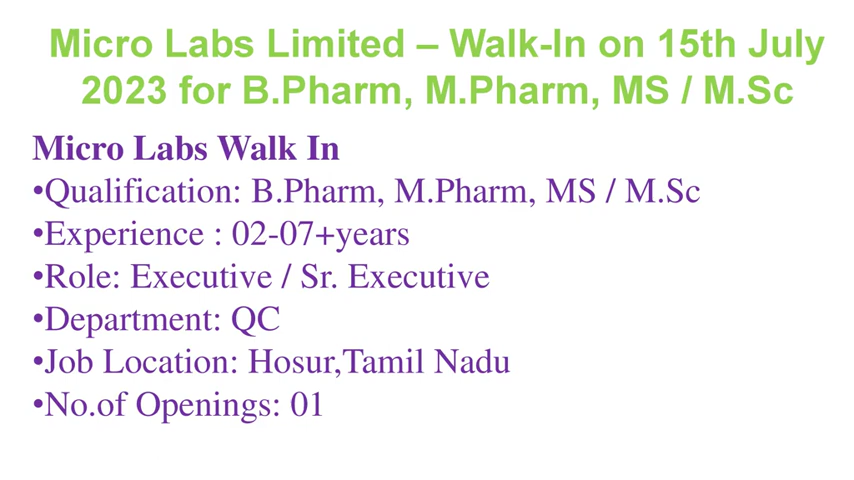 Micro Labs Limited – Walk-In on 15th July
2023 for B.Pharm, M.Pharm, MS / M.Sc
Micro Labs Walk In
•Qualification: B.Pharm, M.Pharm, MS / M.Sc
•Experience : 02-07+years
•Role: Executive / Sr. Executive
•Department: QC
•Job Location: Hosur,Tamil Nadu
•No.of Openings: 01